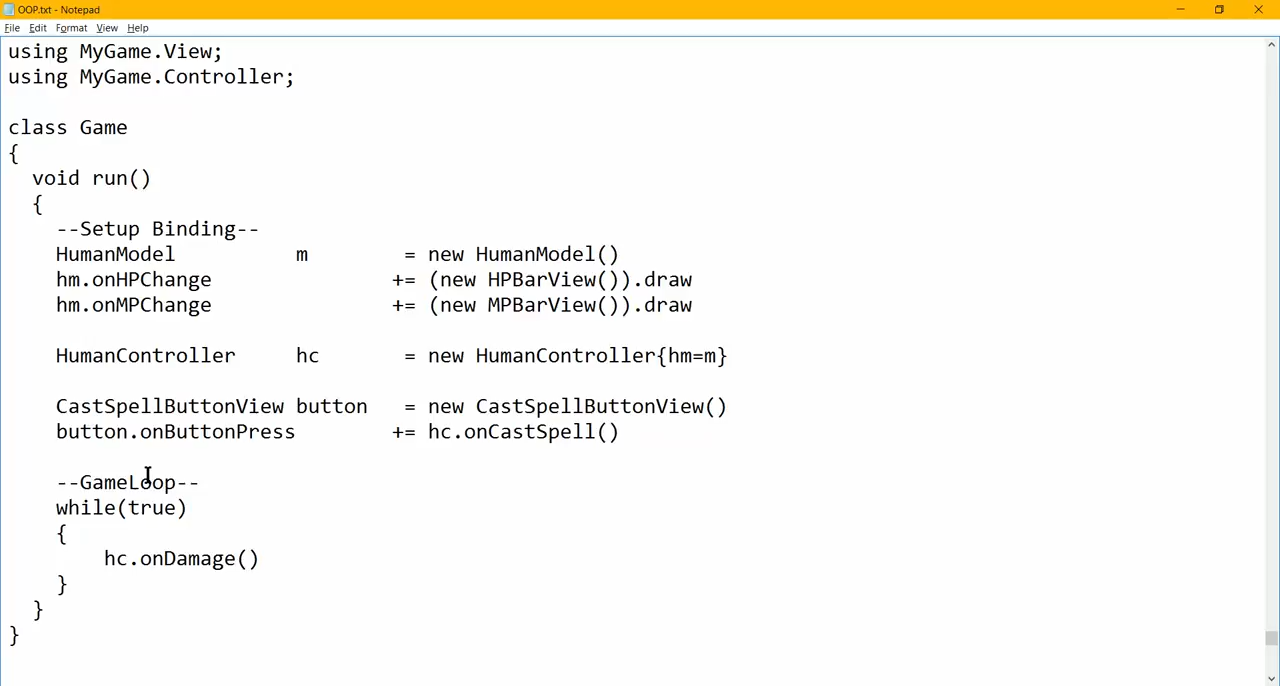 OOP.txt - Notepad
File Edit Format View Help
using MyGame.View;
using MyGame.Controller;
class Game
{
void run()
{
--Setup Binding--
HumanModel m = new HumanModel()
hm.onHPChange += (new HPBarView()).draw
hm.onMPChange += (new MPBarView()).draw
HumanController hc = new HumanController{hm=m}
CastSpellButtonView button = new CastSpellButtonView()
button.onButtonPress += hc.onCastSpell()
--GameLoop--
while(true)
{
hc.onDamage()
}
}
}